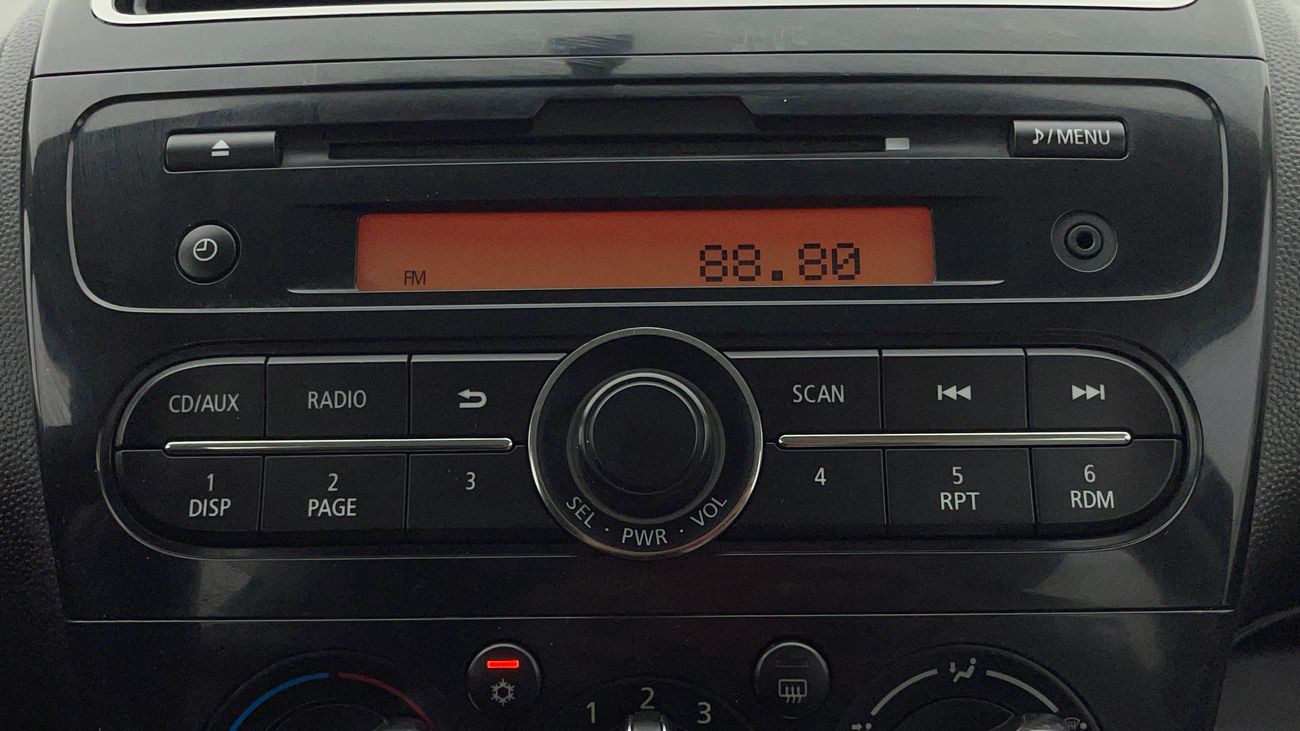 ♪/MENU
FM 88.80
CD/AUX RADIO SCAN
1 2 3 4 5 6
DISP PAGE RPT RDM
SEL · PWR · VOL
1 2 3